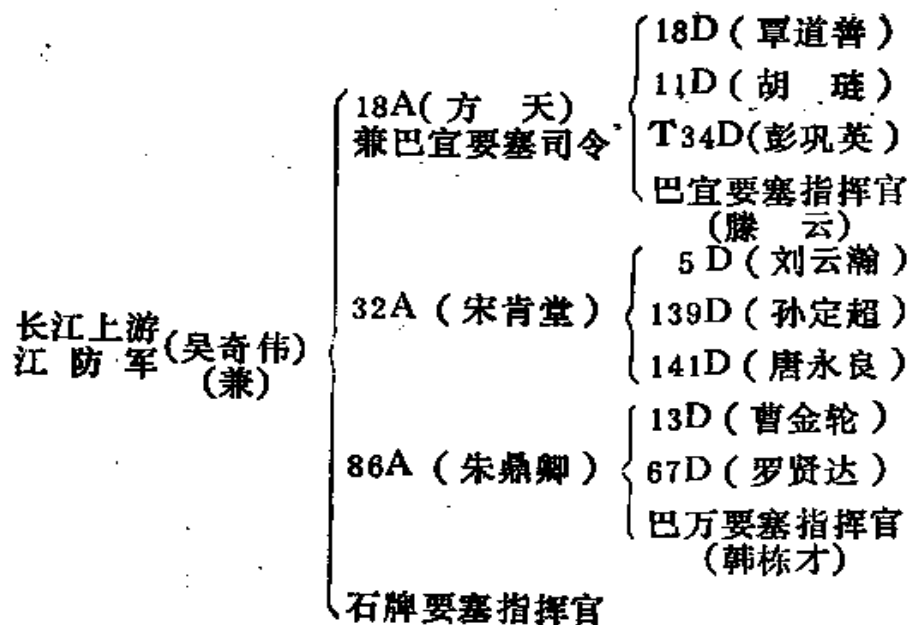 18D（覃道善）
18A（方　天）
兼巴宜要塞司令
11D（胡　琏）
T34D（彭巩英）
巴宜要塞指挥官
（滕　云）
长江上游
江防军（吴奇伟）
（兼）
32A（宋肯堂）
5D（刘云瀚）
139D（孙定超）
141D（唐永良）
86A（朱鼎卿）
13D（曹金轮）
67D（罗贤达）
巴万要塞指挥官
（韩栋才）
石牌要塞指挥官